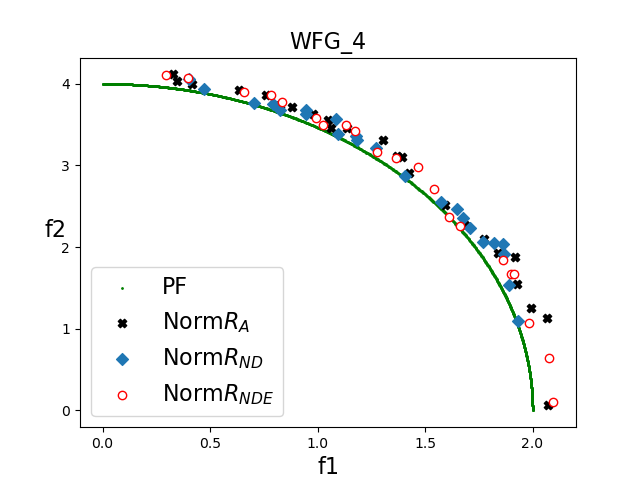 WFG_4
4
3
f2
2
1
0
PF
NormR_A
NormR_ND
NormR_NDE
0.0 0.5 1.0 1.5 2.0
f1